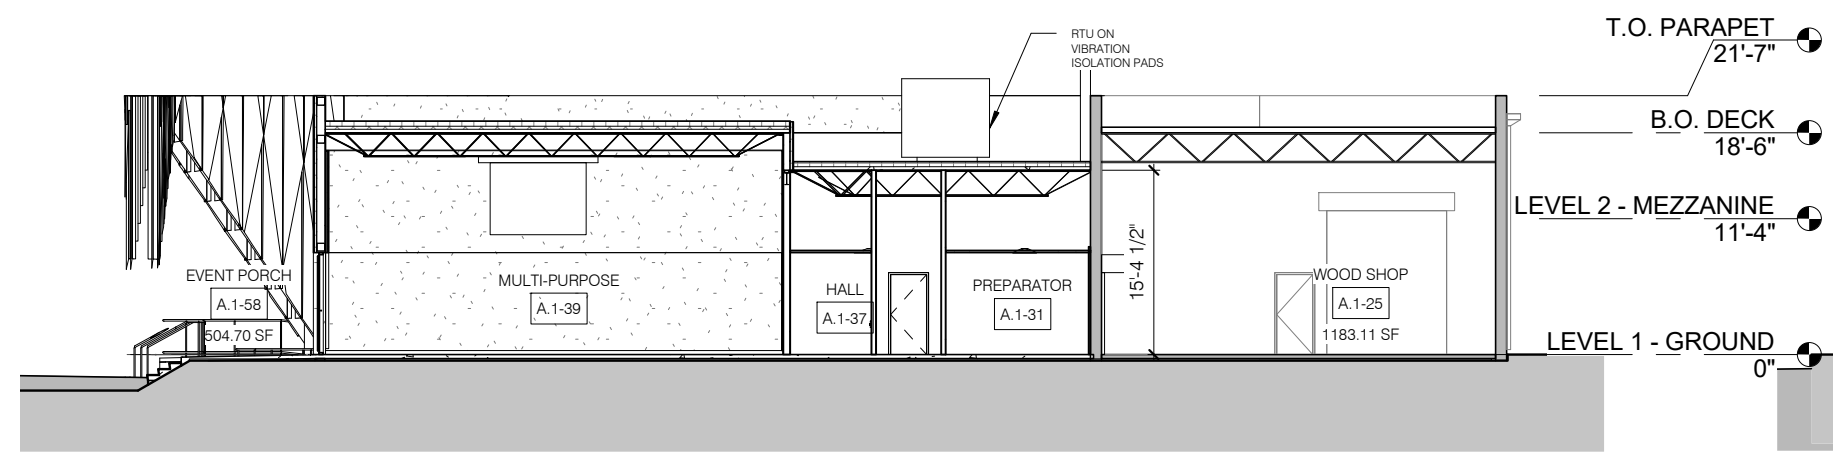 RTU ON
VIBRATION
ISOLATION PADS
T.O. PARAPET
21'-7"
B.O. DECK
18'-6"
LEVEL 2 - MEZZANINE
11'-4"
LEVEL 1 - GROUND
0"
EVENT PORCH
A.1-58
504.70 SF
MULTI-PURPOSE
A.1-39
HALL
A.1-37
PREPARATOR
A.1-31
15'-4 1/2"
WOOD SHOP
A.1-25
1183.11 SF